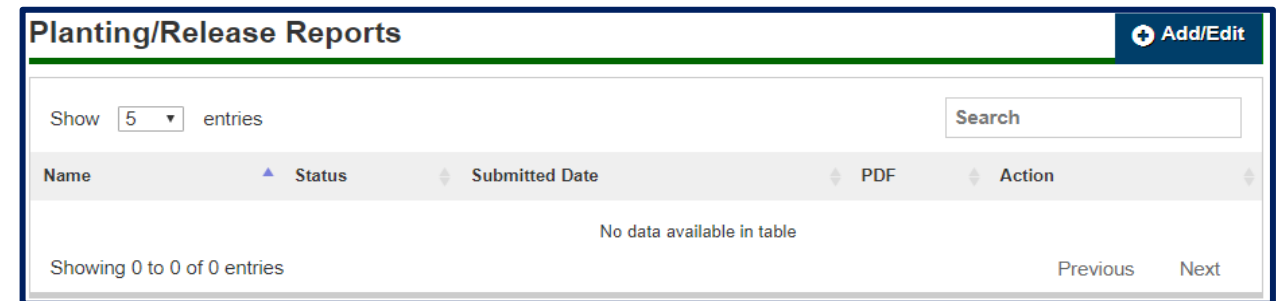 Planting/Release Reports Add/Edit
Show 5 entries Search
Name Status Submitted Date PDF Action
No data available in table
Showing 0 to 0 of 0 entries Previous Next